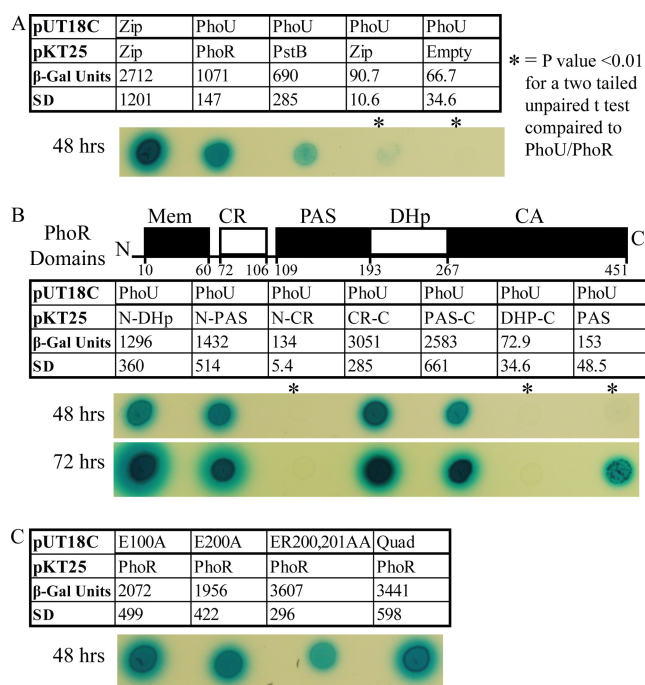 A
pUT18C Zip PhoU PhoU PhoU PhoU
pKT25 Zip PhoR PstB Zip Empty
β-Gal Units 2712 1071 690 90.7 66.7
SD 1201 147 285 10.6 34.6
* = P value <0.01
for a two tailed
unpaired t test
compaired to
PhoU/PhoR
* *
48 hrs
B
Mem CR PAS DHp CA
PhoR
Domains
N C
10 60 72 106 109 193 267 451
pUT18C PhoU PhoU PhoU PhoU PhoU PhoU PhoU
pKT25 N-DHp N-PAS N-CR CR-C PAS-C DHP-C PAS
β-Gal Units 1296 1432 134 3051 2583 72.9 153
SD 360 514 5.4 285 661 34.6 48.5
* * *
48 hrs
72 hrs
C
pUT18C E100A E200A ER200,201AA Quad
pKT25 PhoR PhoR PhoR PhoR
β-Gal Units 2072 1956 3607 3441
SD 499 422 296 598
48 hrs